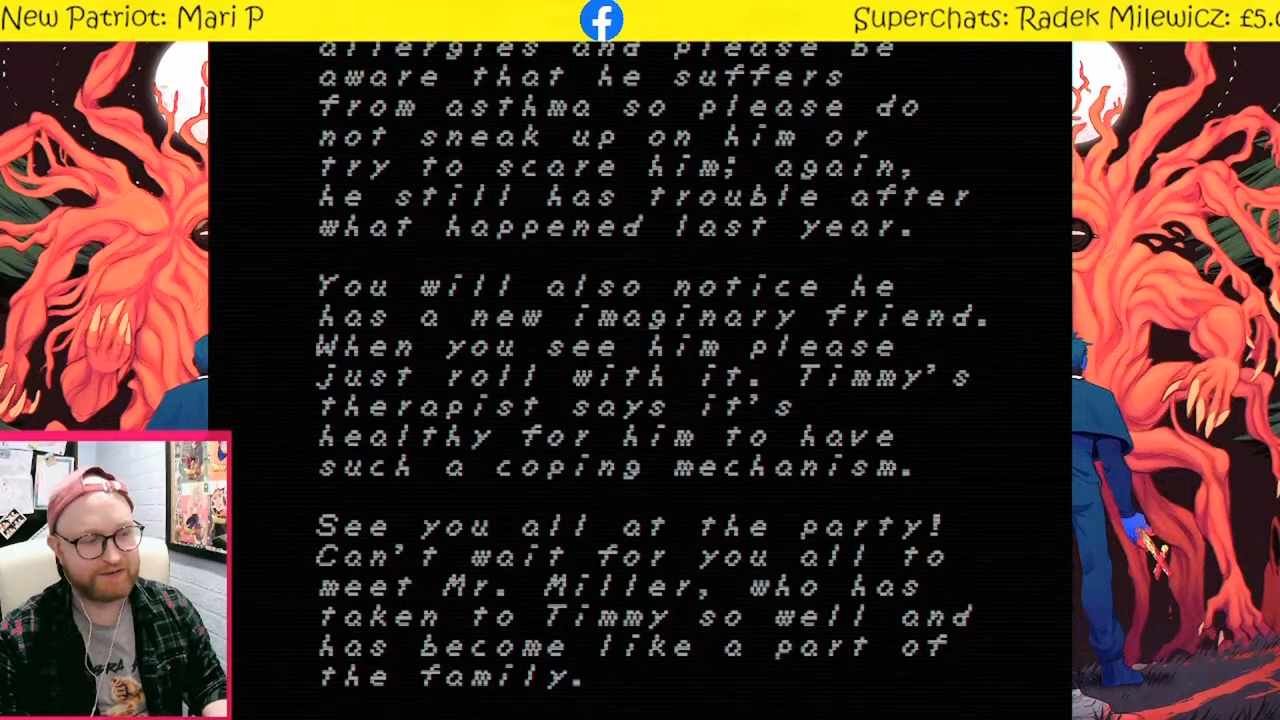 New Patriot: Mari P
Superchats: Radek Milewicz: £5.
allergies and please be
aware that he suffers
from asthma so please do
not sneak up on him or
try to scare him; again,
he still has trouble after
what happened last year.
You will also notice he
has a new imaginary friend.
When you see him please
just roll with it. Timmy's
therapist says it's
healthy for him to have
such a coping mechanism.
See you all at the party!
Can't wait for you all to
meet Mr. Miller, who has
taken to Timmy so well and
has become like a part of
the family.